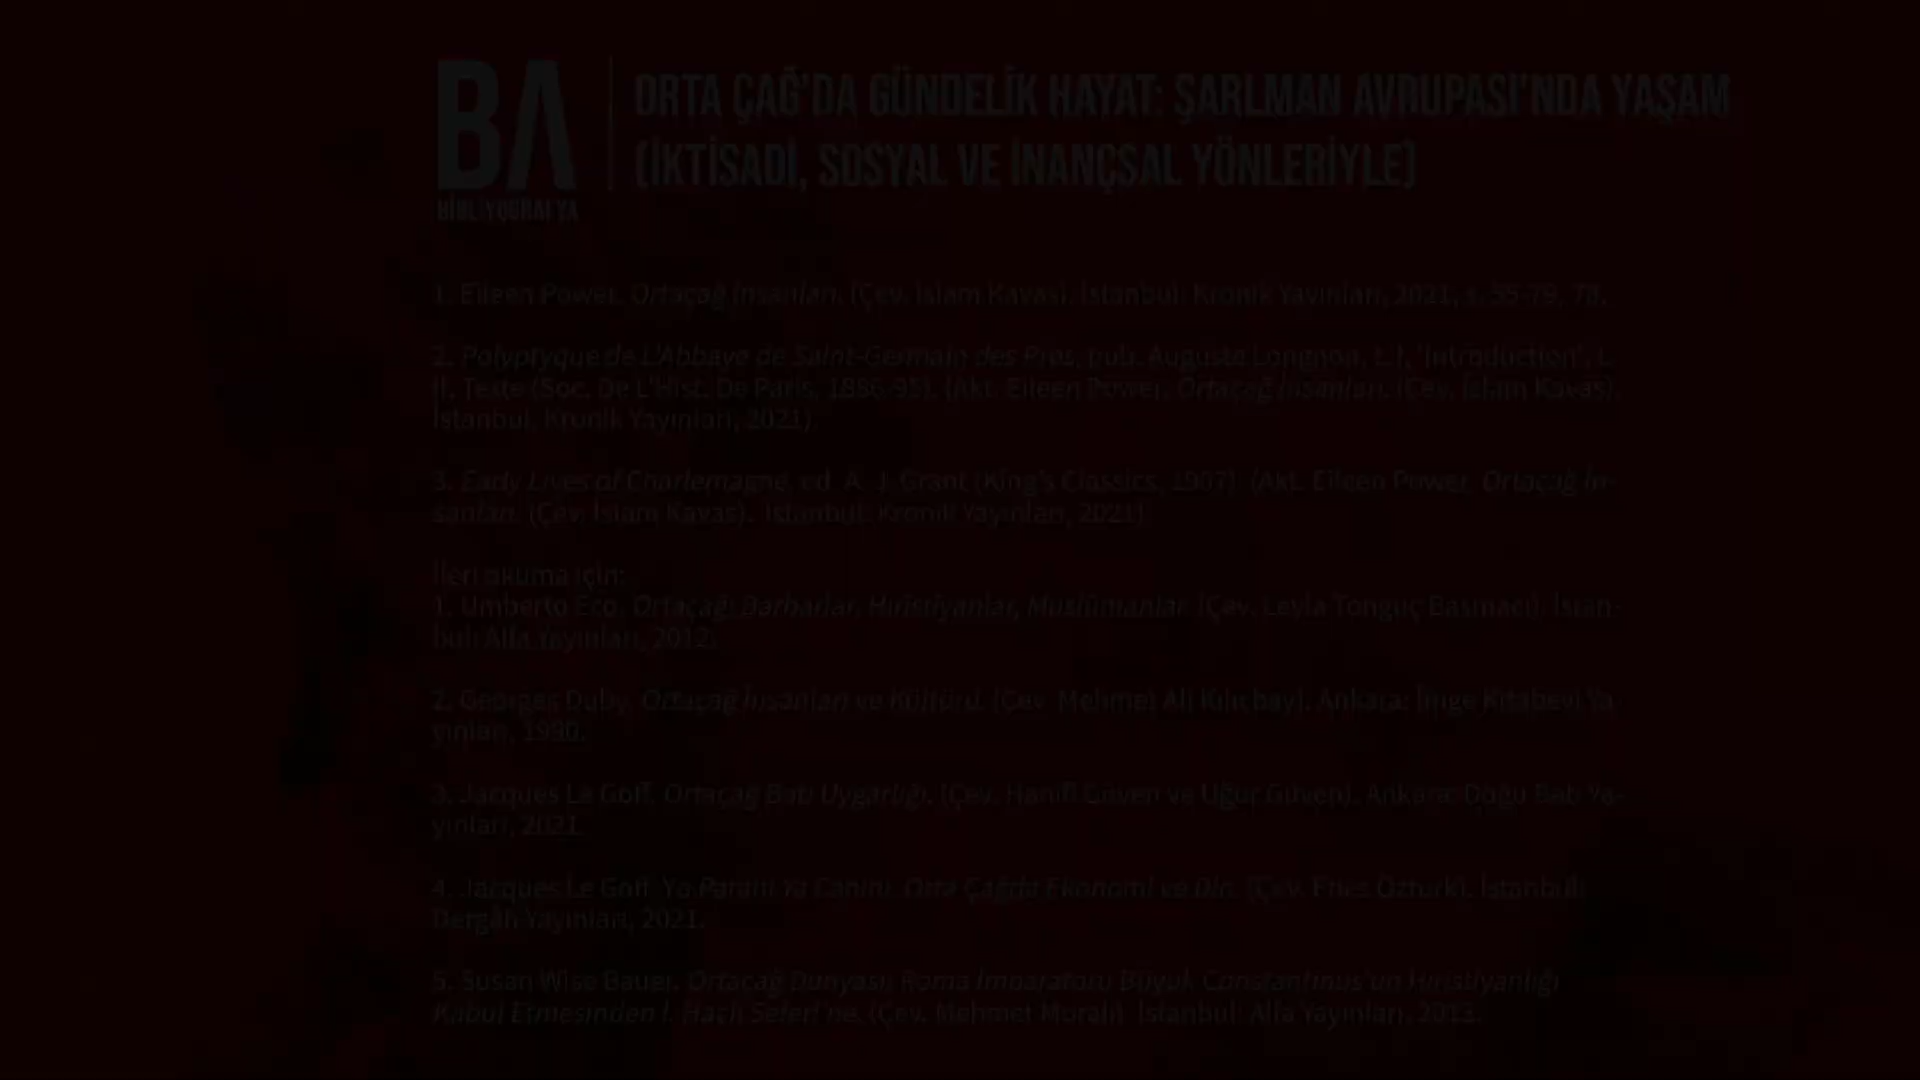 BA
BİBLİYOGRAFYA
ORTA ÇAĞ'DA GÜNDELİK HAYAT: ŞARLMAN AVRUPASI'NDA YAŞAM
(İKTİSADİ, SOSYAL VE İNANÇSAL YÖNLERİYLE)
1. Eileen Power, Ortaçağ İnsanları. (Çev. İslam Kavas). İstanbul: Kronik Yayınları, 2021, s. 55-79, 78.
2. Polyptyque de L'Abbaye de Saint-Germain des Pres, pub. Auguste Longnon, t. I, 'Introduction', t.
II, Texte (Soc. De L'Hist. De Paris, 1886-95). (Akt. Eileen Power, Ortaçağ İnsanları. (Çev. İslam Kavas).
İstanbul: Kronik Yayınları, 2021)
3. Early Lives of Charlemagne, ed. A. J. Grant (King's Classics, 1907). (Akt. Eileen Power, Ortaçağ İn-
sanları. (Çev. İslam Kavas). İstanbul: Kronik Yayınları, 2021)
İleri okuma için:
1. Umberto Eco, Ortaçağ: Barbarlar, Hıristiyanlar, Müslümanlar. (Çev. Leyla Tonguç Basmacı). İstan-
bul: Alfa Yayınları, 2012.
2. Georges Duby, Ortaçağ İnsanları ve Kültürü. (Çev. Mehmet Ali Kılıçbay). Ankara: İmge Kitabevi Ya-
yınları, 1990.
3. Jacques Le Goff, Ortaçağ Batı Uygarlığı. (Çev. Hanifi Güven ve Uğur Güven). Ankara: Doğu Batı Ya-
yınları, 2021.
4. Jacques Le Goff, Ya Paranı Ya Canını: Orta Çağda Ekonomi ve Din. (Çev. Öztürk). İstanbul:
Dergâh Yayınları, 2021.
5. Susan Wise Bauer, Ortaçağ Dünyası: Roma İmparatoru Büyük Constantinus'un Hıristiyanlığı
Kabul Etmesinden I. Haçlı Seferi'ne. (Çev. Mehmet Moralı). İstanbul: Alfa Yayınları, 2013.